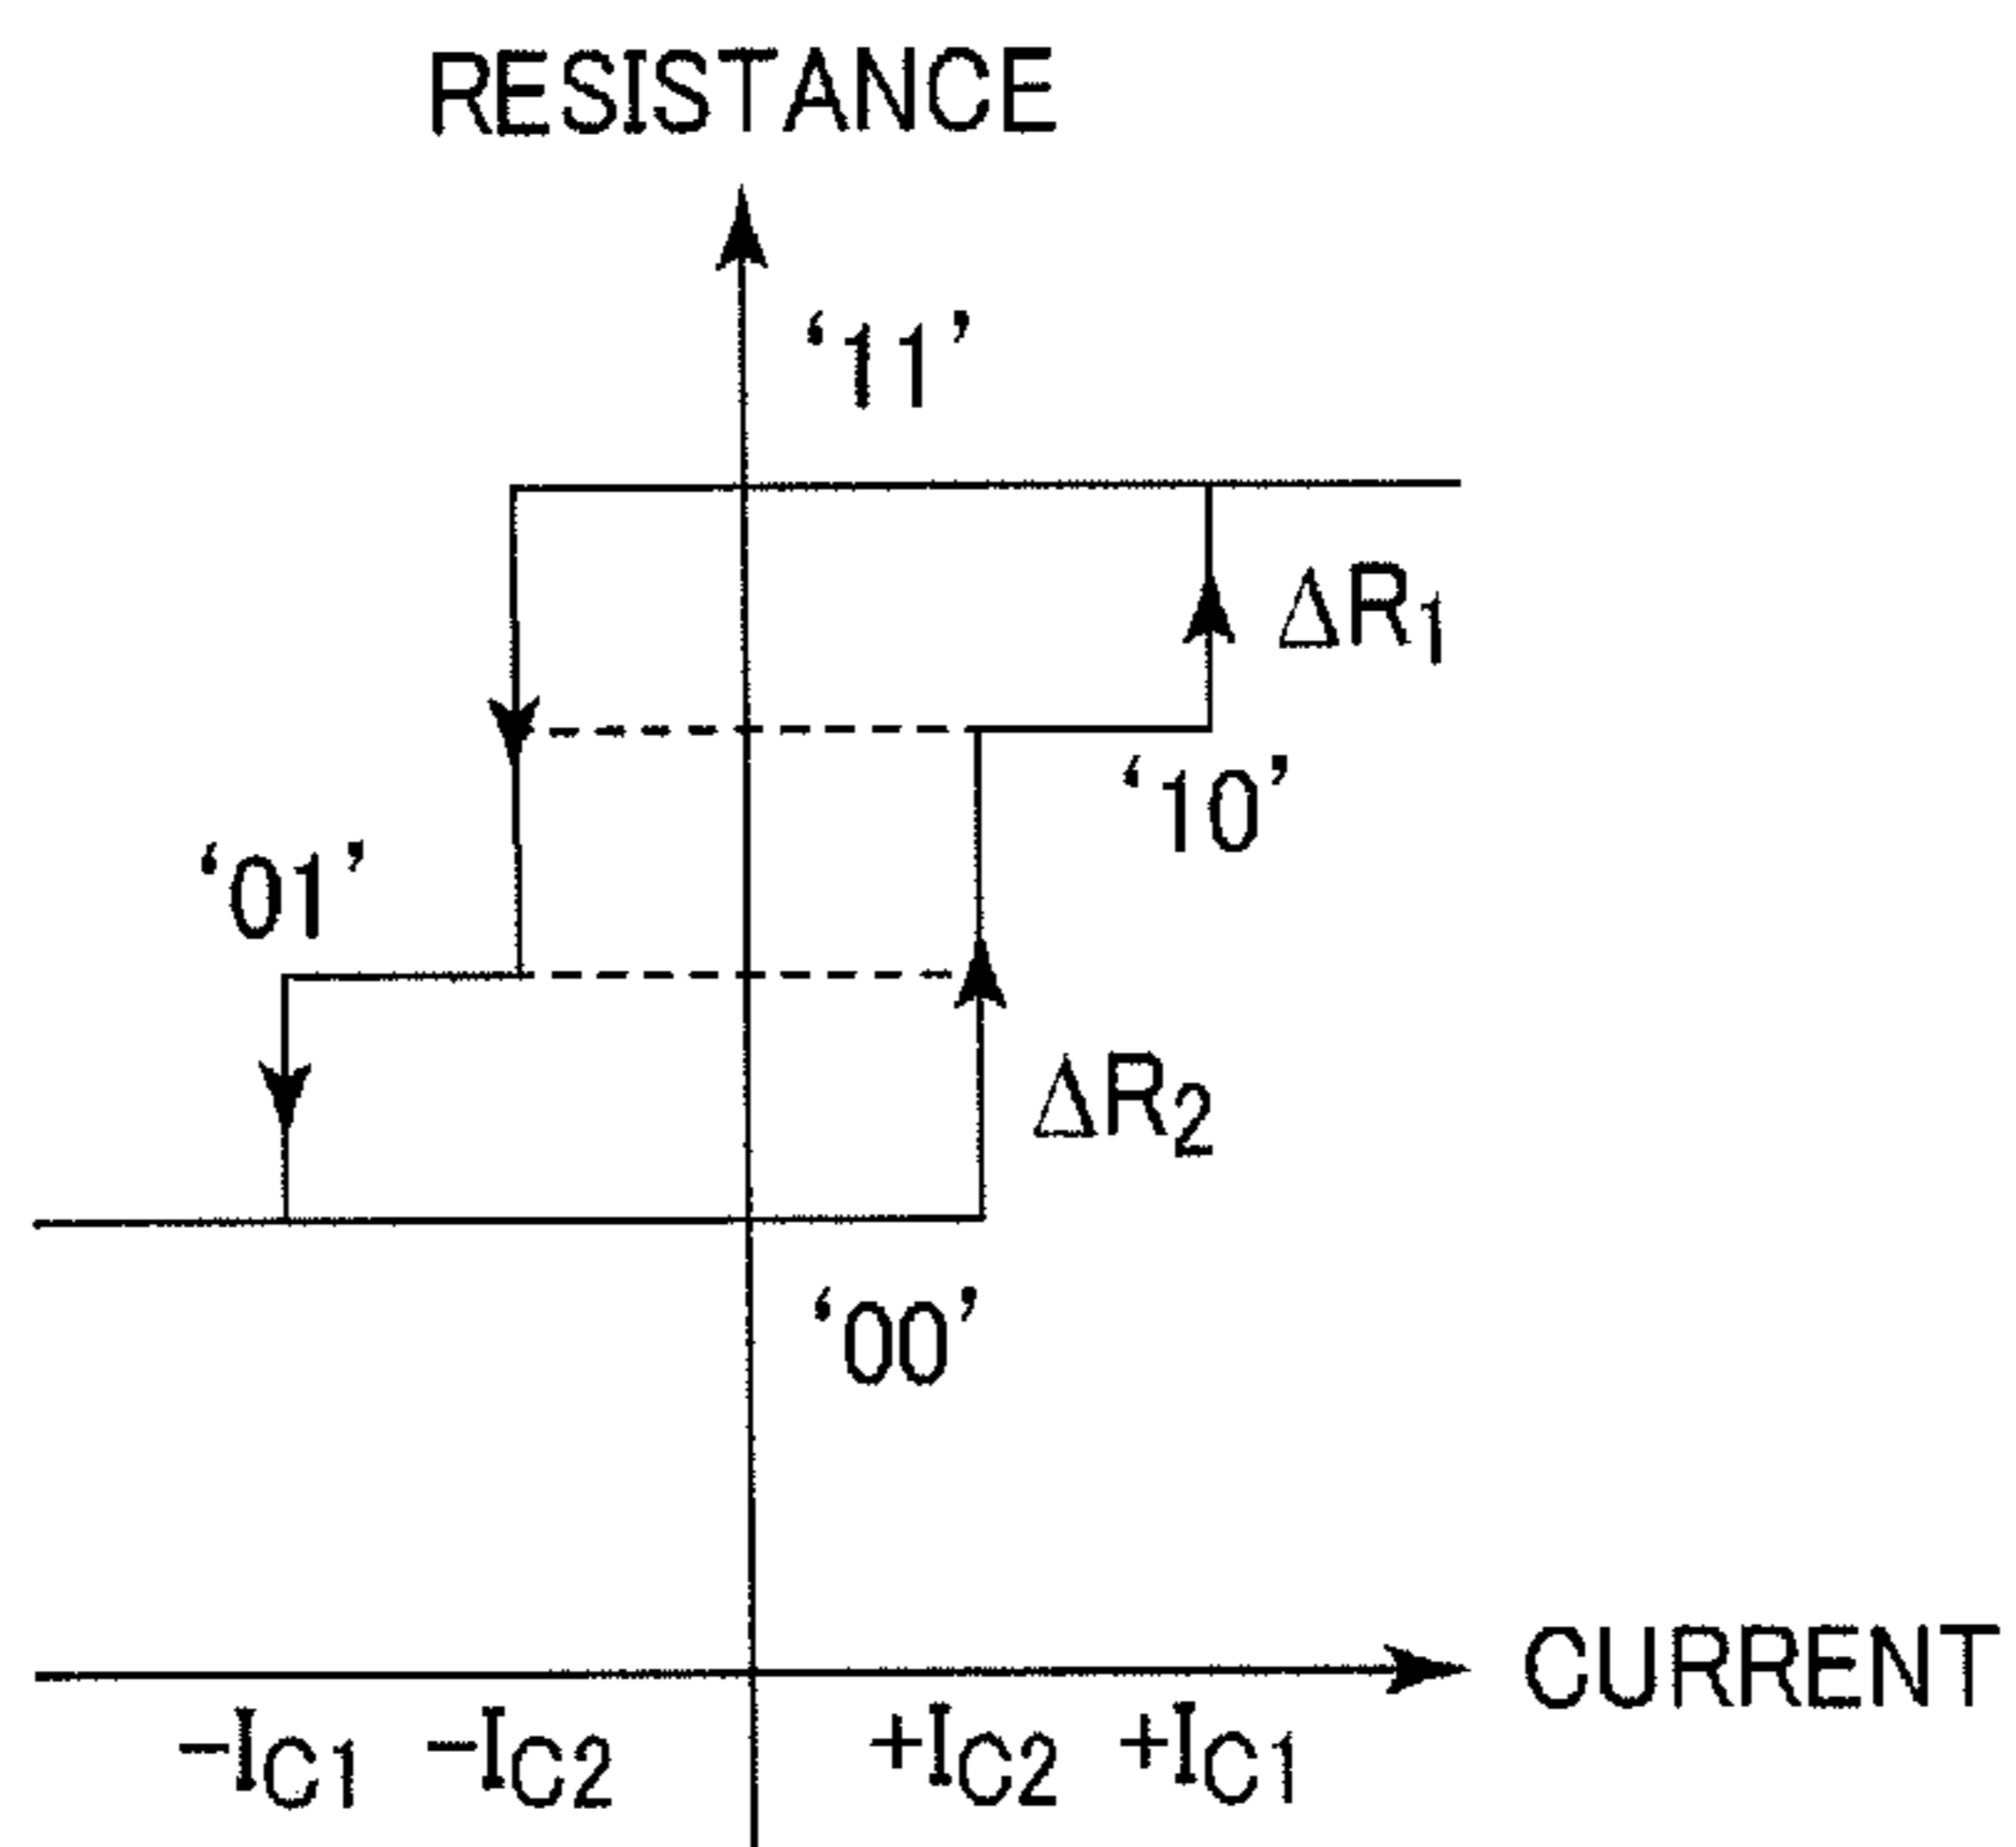 RESISTANCE
‘11’
ΔR1
‘10’
‘01’
ΔR2
‘00’
CURRENT
−IC1 −IC2 +IC2 +IC1